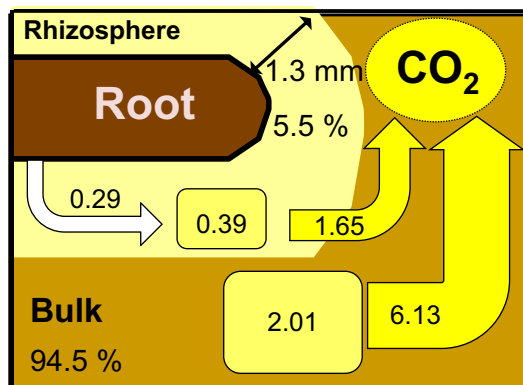 Rhizosphere
1.3 mm
CO₂
Root
5.5 %
0.29
0.39
1.65
Bulk
2.01
6.13
94.5 %